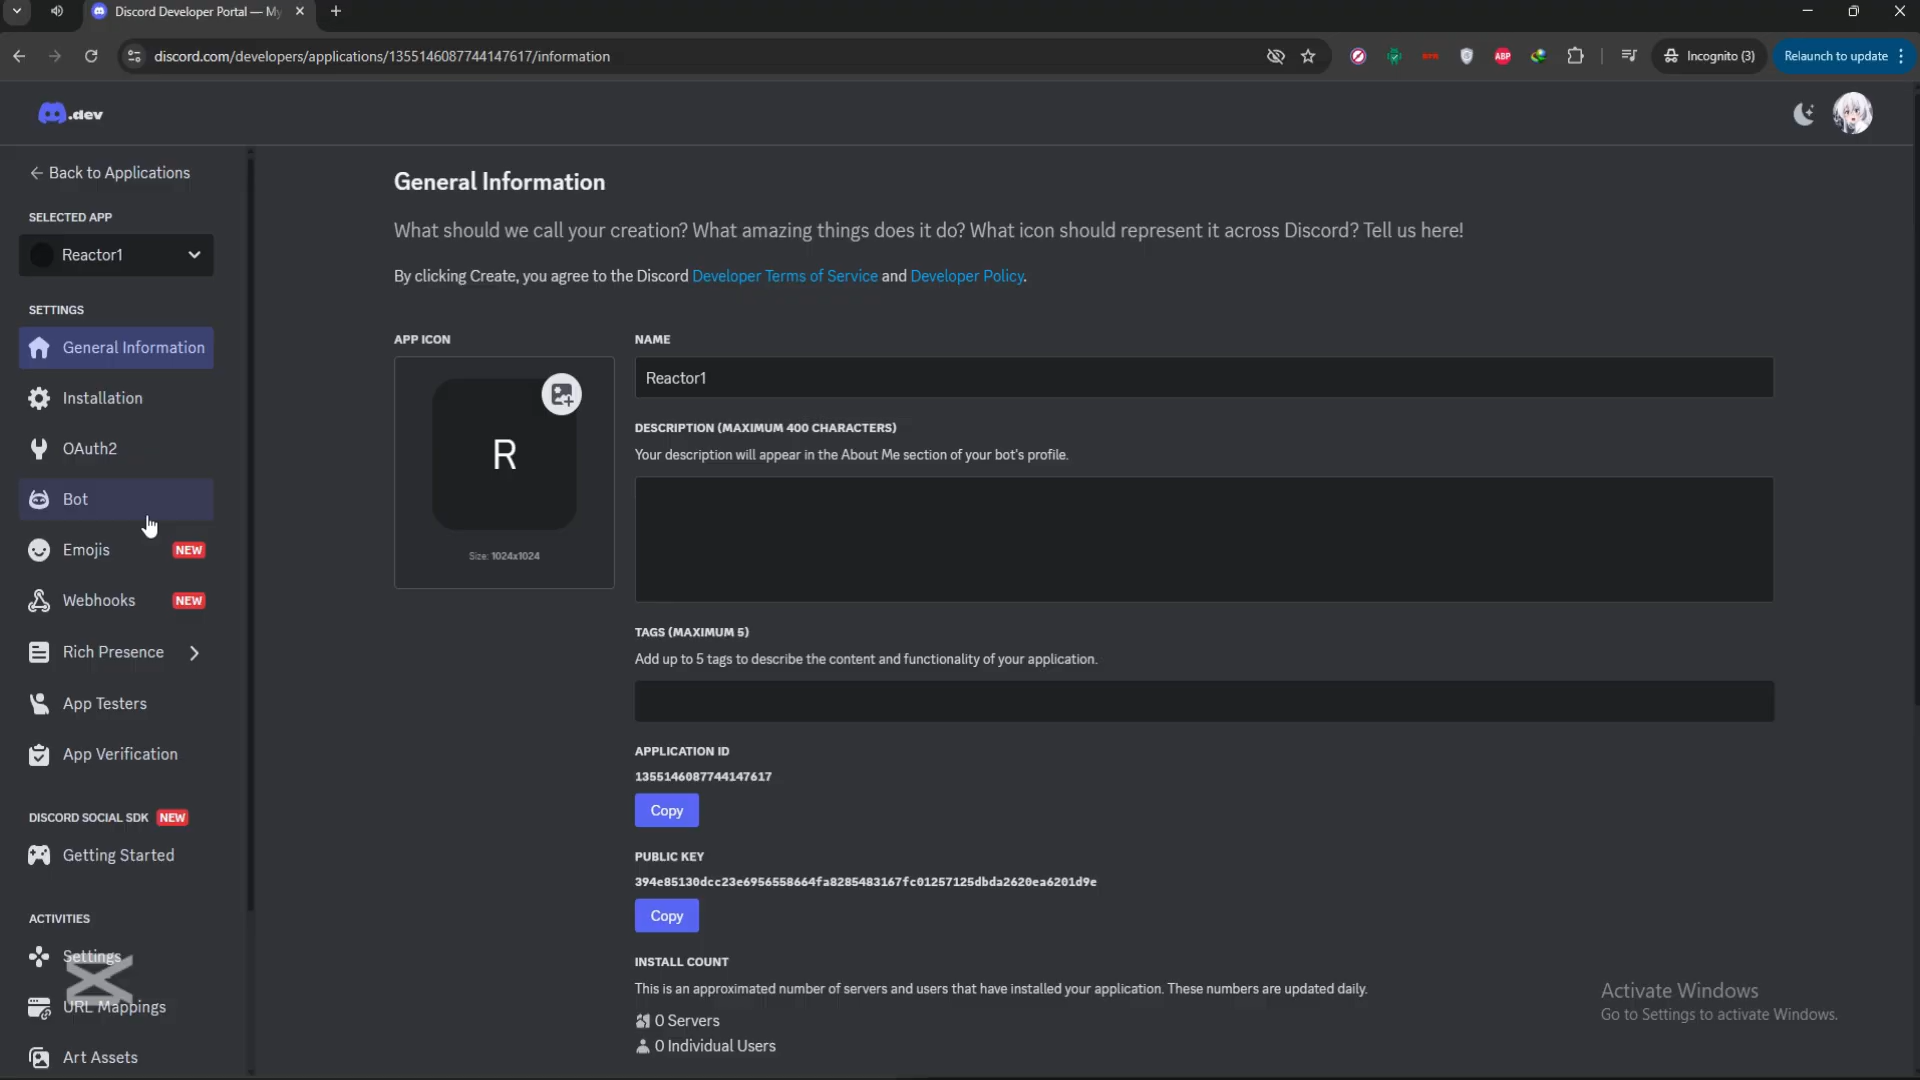 Discord Developer Portal — My
discord.com/developers/applications/1355146087744147617/information
ABP
Incognito (3)
Relaunch to update
.dev
Back to Applications
SELECTED APP
Reactor1
SETTINGS
General Information
Installation
OAuth2
Bot
Emojis NEW
Webhooks NEW
Rich Presence
App Testers
App Verification
DISCORD SOCIAL SDK NEW
Getting Started
ACTIVITIES
Settings
URL Mappings
Art Assets
General Information
What should we call your creation? What amazing things does it do? What icon should represent it across Discord? Tell us here!
By clicking Create, you agree to the Discord Developer Terms of Service and Developer Policy.
APP ICON
R
Size: 1024x1024
NAME
Reactor1
DESCRIPTION (MAXIMUM 400 CHARACTERS)
Your description will appear in the About Me section of your bot's profile.
TAGS (MAXIMUM 5)
Add up to 5 tags to describe the content and functionality of your application.
APPLICATION ID
1355146087744147617
Copy
PUBLIC KEY
394e85130dcc23e6956558664fa8285483167fc01257125dbda2620ea6201d9e
Copy
INSTALL COUNT
This is an approximated number of servers and users that have installed your application. These numbers are updated daily.
0 Servers
0 Individual Users
Activate Windows
Go to Settings to activate Windows.